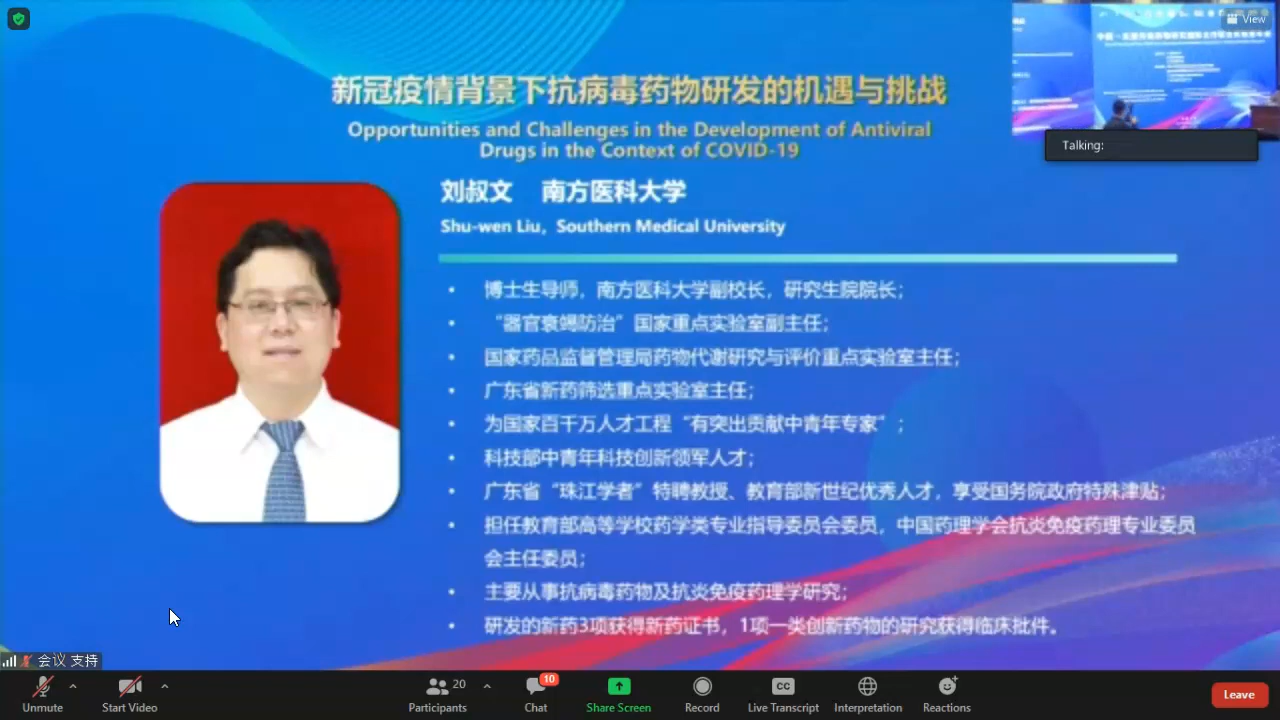 View
Talking:
新冠疫情背景下抗病毒药物研发的机遇与挑战
Opportunities and Challenges in the Development of Antiviral
Drugs in the Context of COVID-19
刘叔文 南方医科大学
Shu-wen Liu, Southern Medical University
• 博士生导师，南方医科大学副校长，研究生院院长；
• “器官衰竭防治”国家重点实验室副主任；
• 国家药品监督管理局药物代谢研究与评价重点实验室主任；
• 广东省新药筛选重点实验室主任；
• 为国家百千万人才工程“有突出贡献中青年专家”；
• 科技部中青年科技创新领军人才；
• 广东省“珠江学者”特聘教授、教育部新世纪优秀人才，享受国务院政府特殊津贴；
• 担任教育部高等学校药学类专业指导委员会委员，中国药理学会抗炎免疫药理专业委员
会主任委员；
• 主要从事抗病毒药物及抗炎免疫药理学研究；
• 研发的新药3项获得新药证书，1项一类创新药物的研究获得临床批件。
会议 支持
Unmute
Start Video
Participants
20
Chat
10
Share Screen
Record
CC
Live Transcript
Interpretation
Reactions
Leave